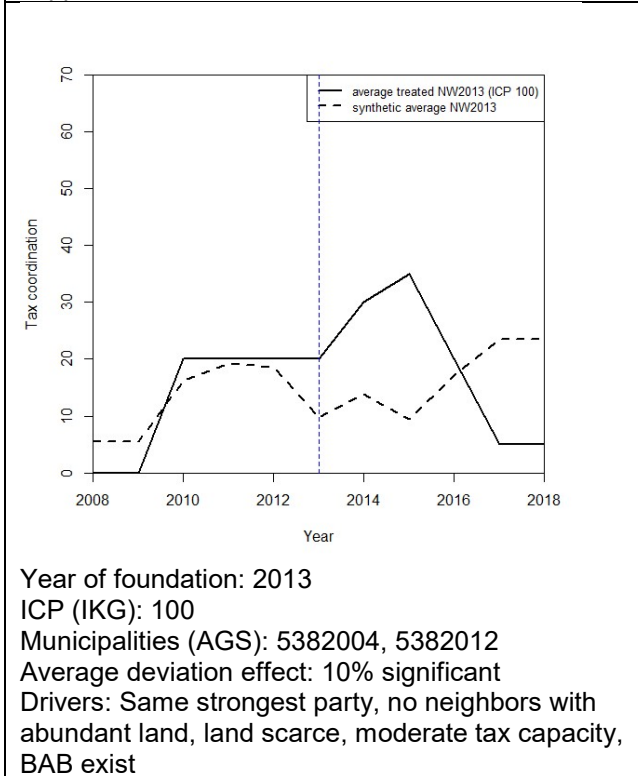 70
60
50
40
30
20
10
0
Tax coordination
average treated NW2013 (ICP 100)
synthetic average NW2013
2008 2010 2012 2014 2016 2018
Year
Year of foundation: 2013
ICP (IKG): 100
Municipalities (AGS): 5382004, 5382012
Average deviation effect: 10% significant
Drivers: Same strongest party, no neighbors with
abundant land, land scarce, moderate tax capacity,
BAB exist